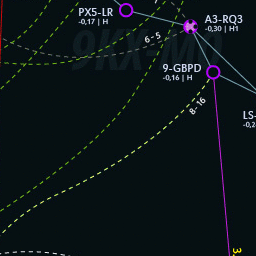 PX5-LR
-0,17 | H
A3-RQ3
-0,30 | H1
6-5
9KX-M
9-GBPD
-0,16 | H
8-16
LS-
-0,2
3.